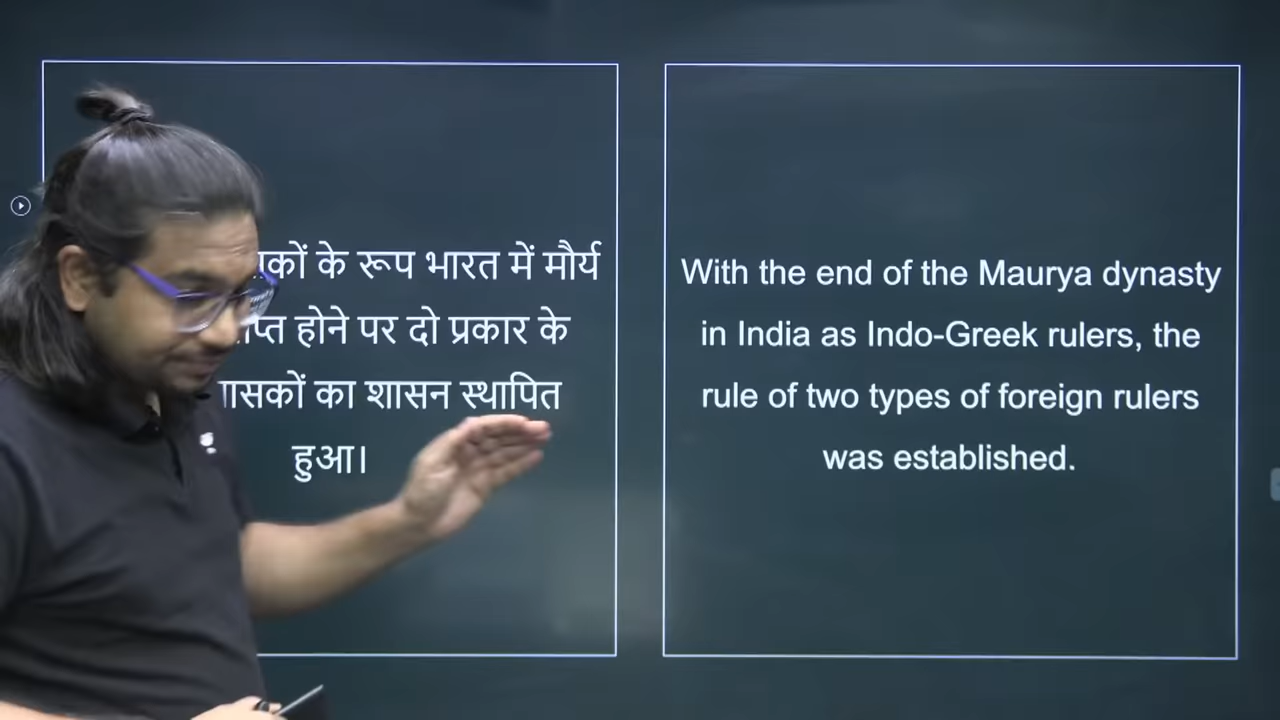 के रूप भारत में मौर्य
होने पर दो प्रकार के
का शासन स्थापित
हुआ।
With the end of the Maurya dynasty
in India as Indo-Greek rulers, the
rule of two types of foreign rulers
was established.